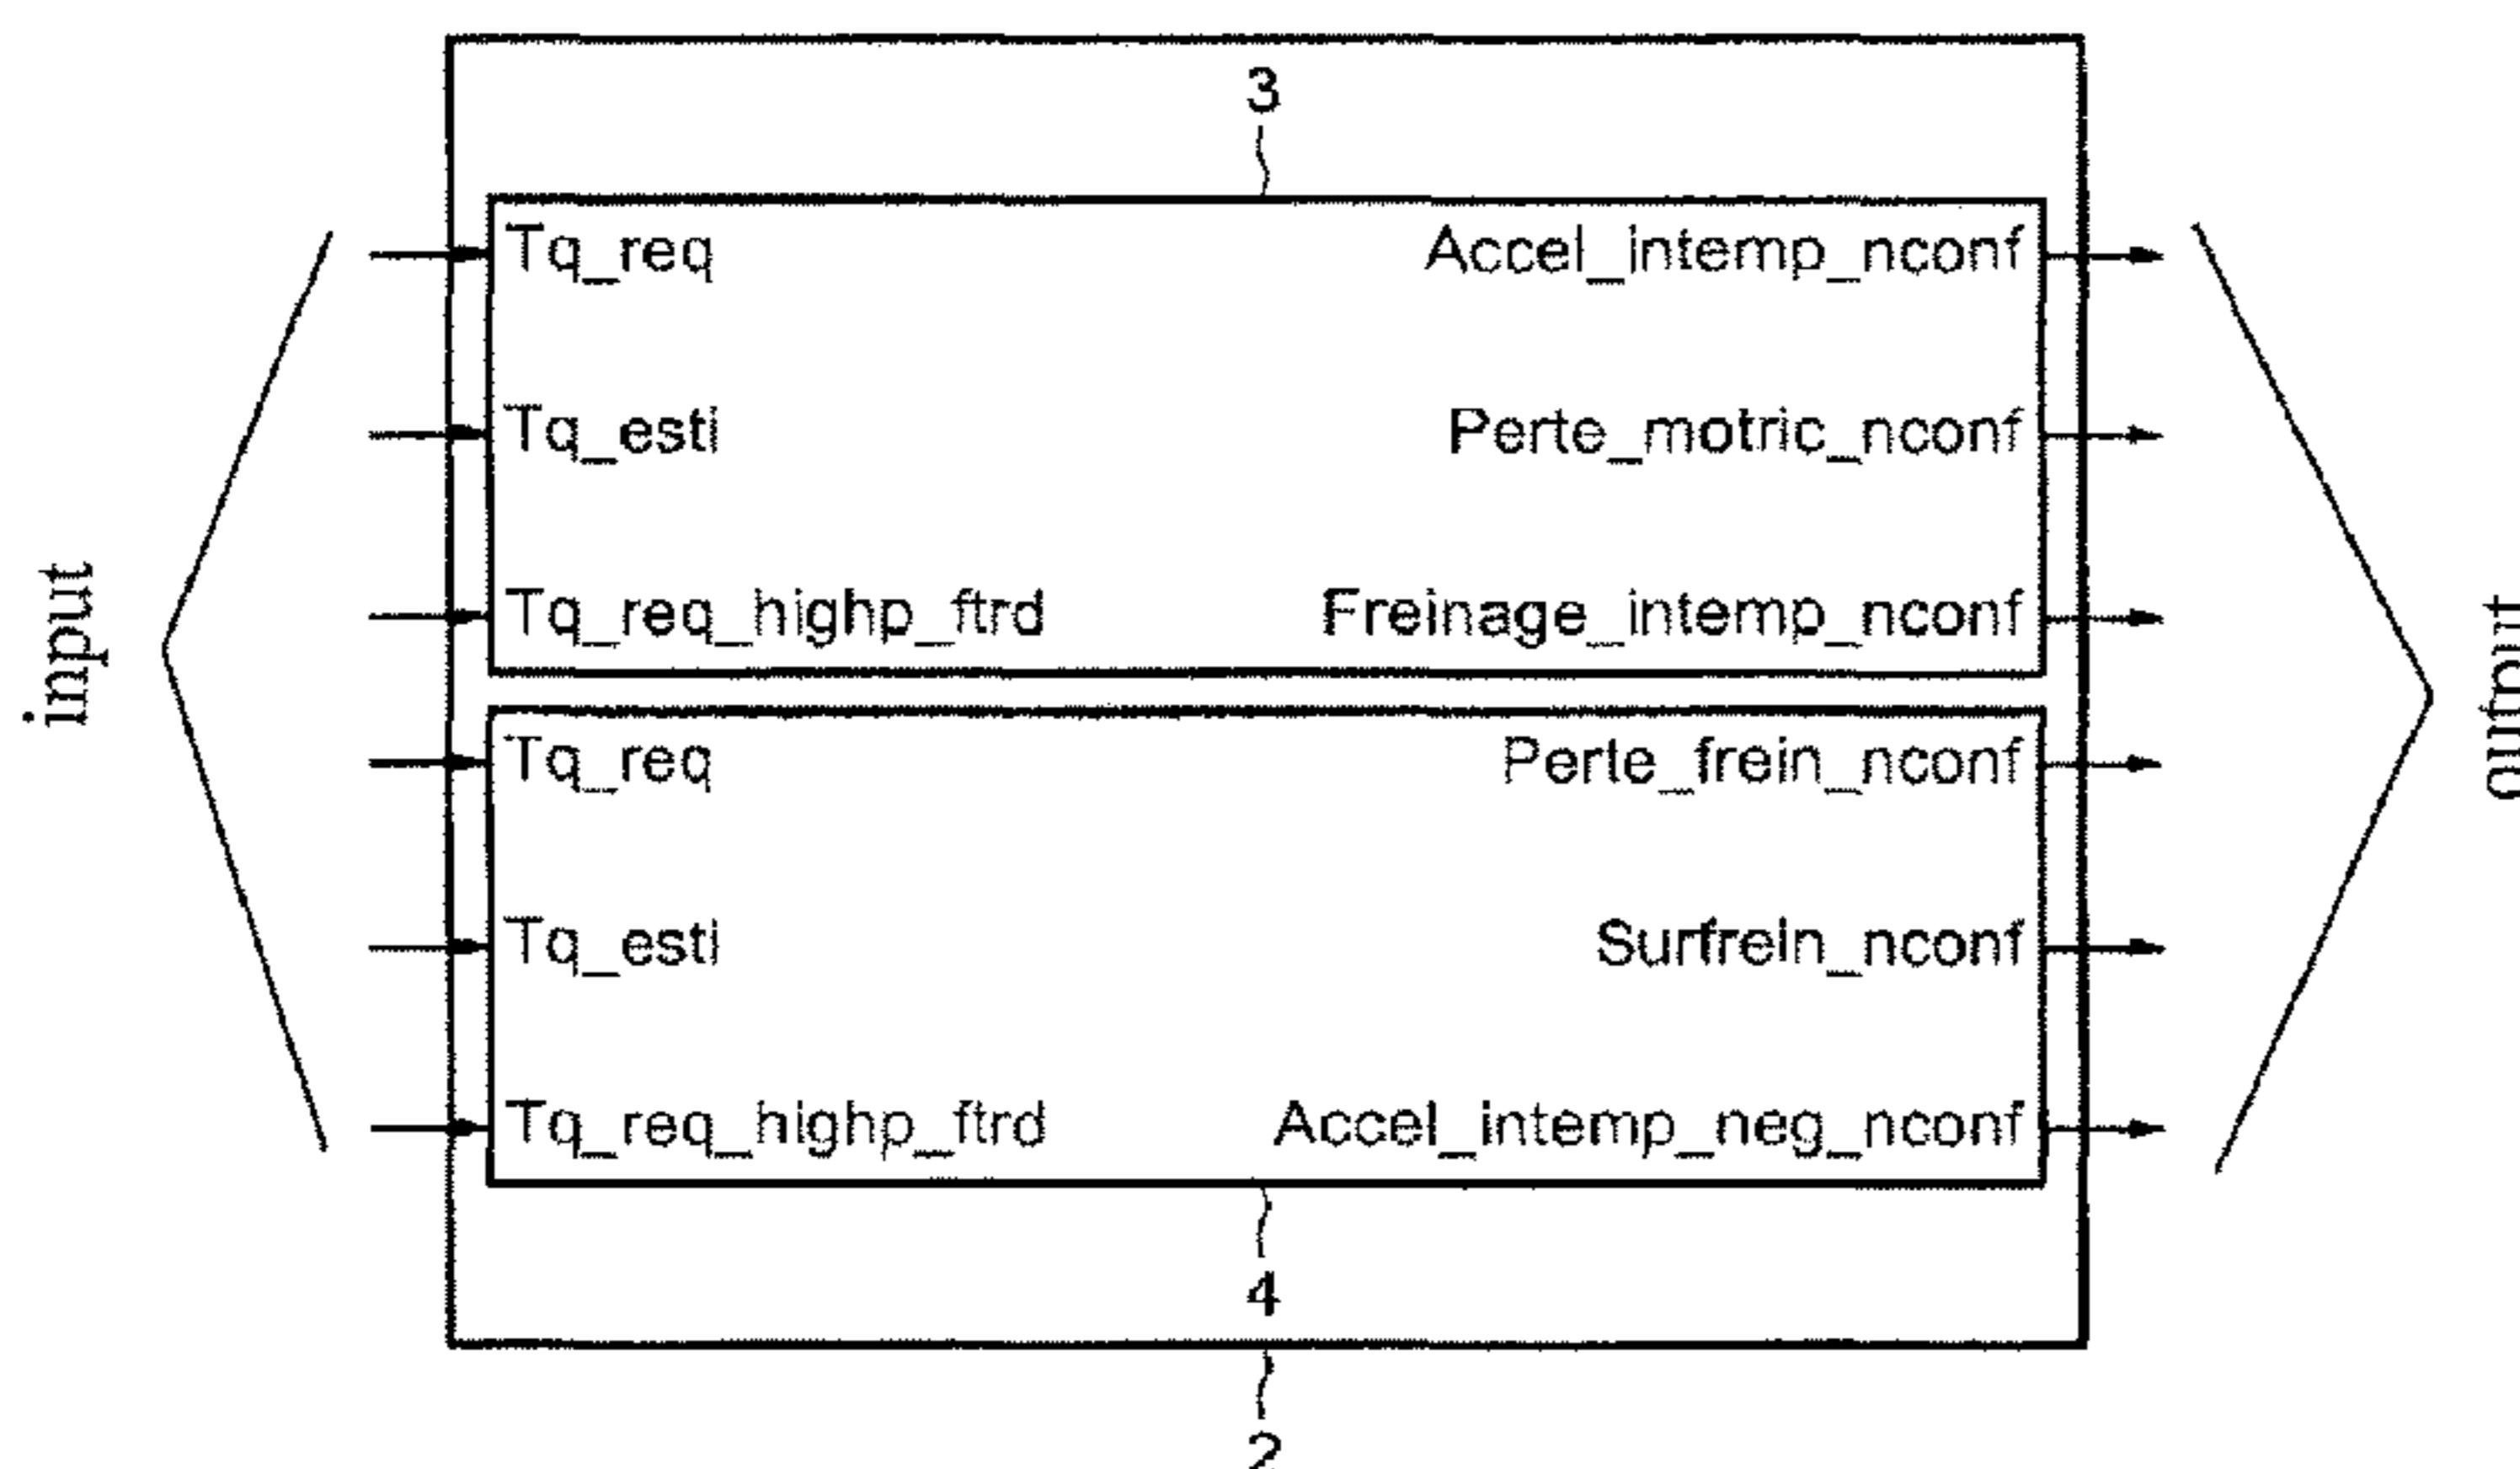 3
Tq_req
Accel_intemp_nconf
Tq_esti
Perte_motric_nconf
Tq_req_highp_ftrd
Freinage_intemp_nconf
input
output
Tq_req
Perte_frein_nconf
Tq_esti
Surfrein_nconf
Tq_req_highp_ftrd
Accel_intemp_neg_nconf
4
2